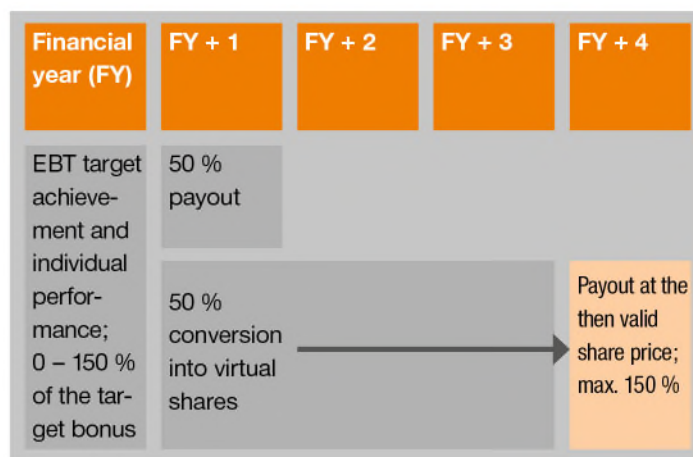 Financial
year (FY)
FY + 1
FY + 2
FY + 3
FY + 4
EBT target
achieve-
ment and
individual
perfor-
mance;
0 – 150 %
of the tar-
get bonus
50 %
payout
50 %
conversion
into virtual
shares
Payout at the
then valid
share price;
max. 150 %